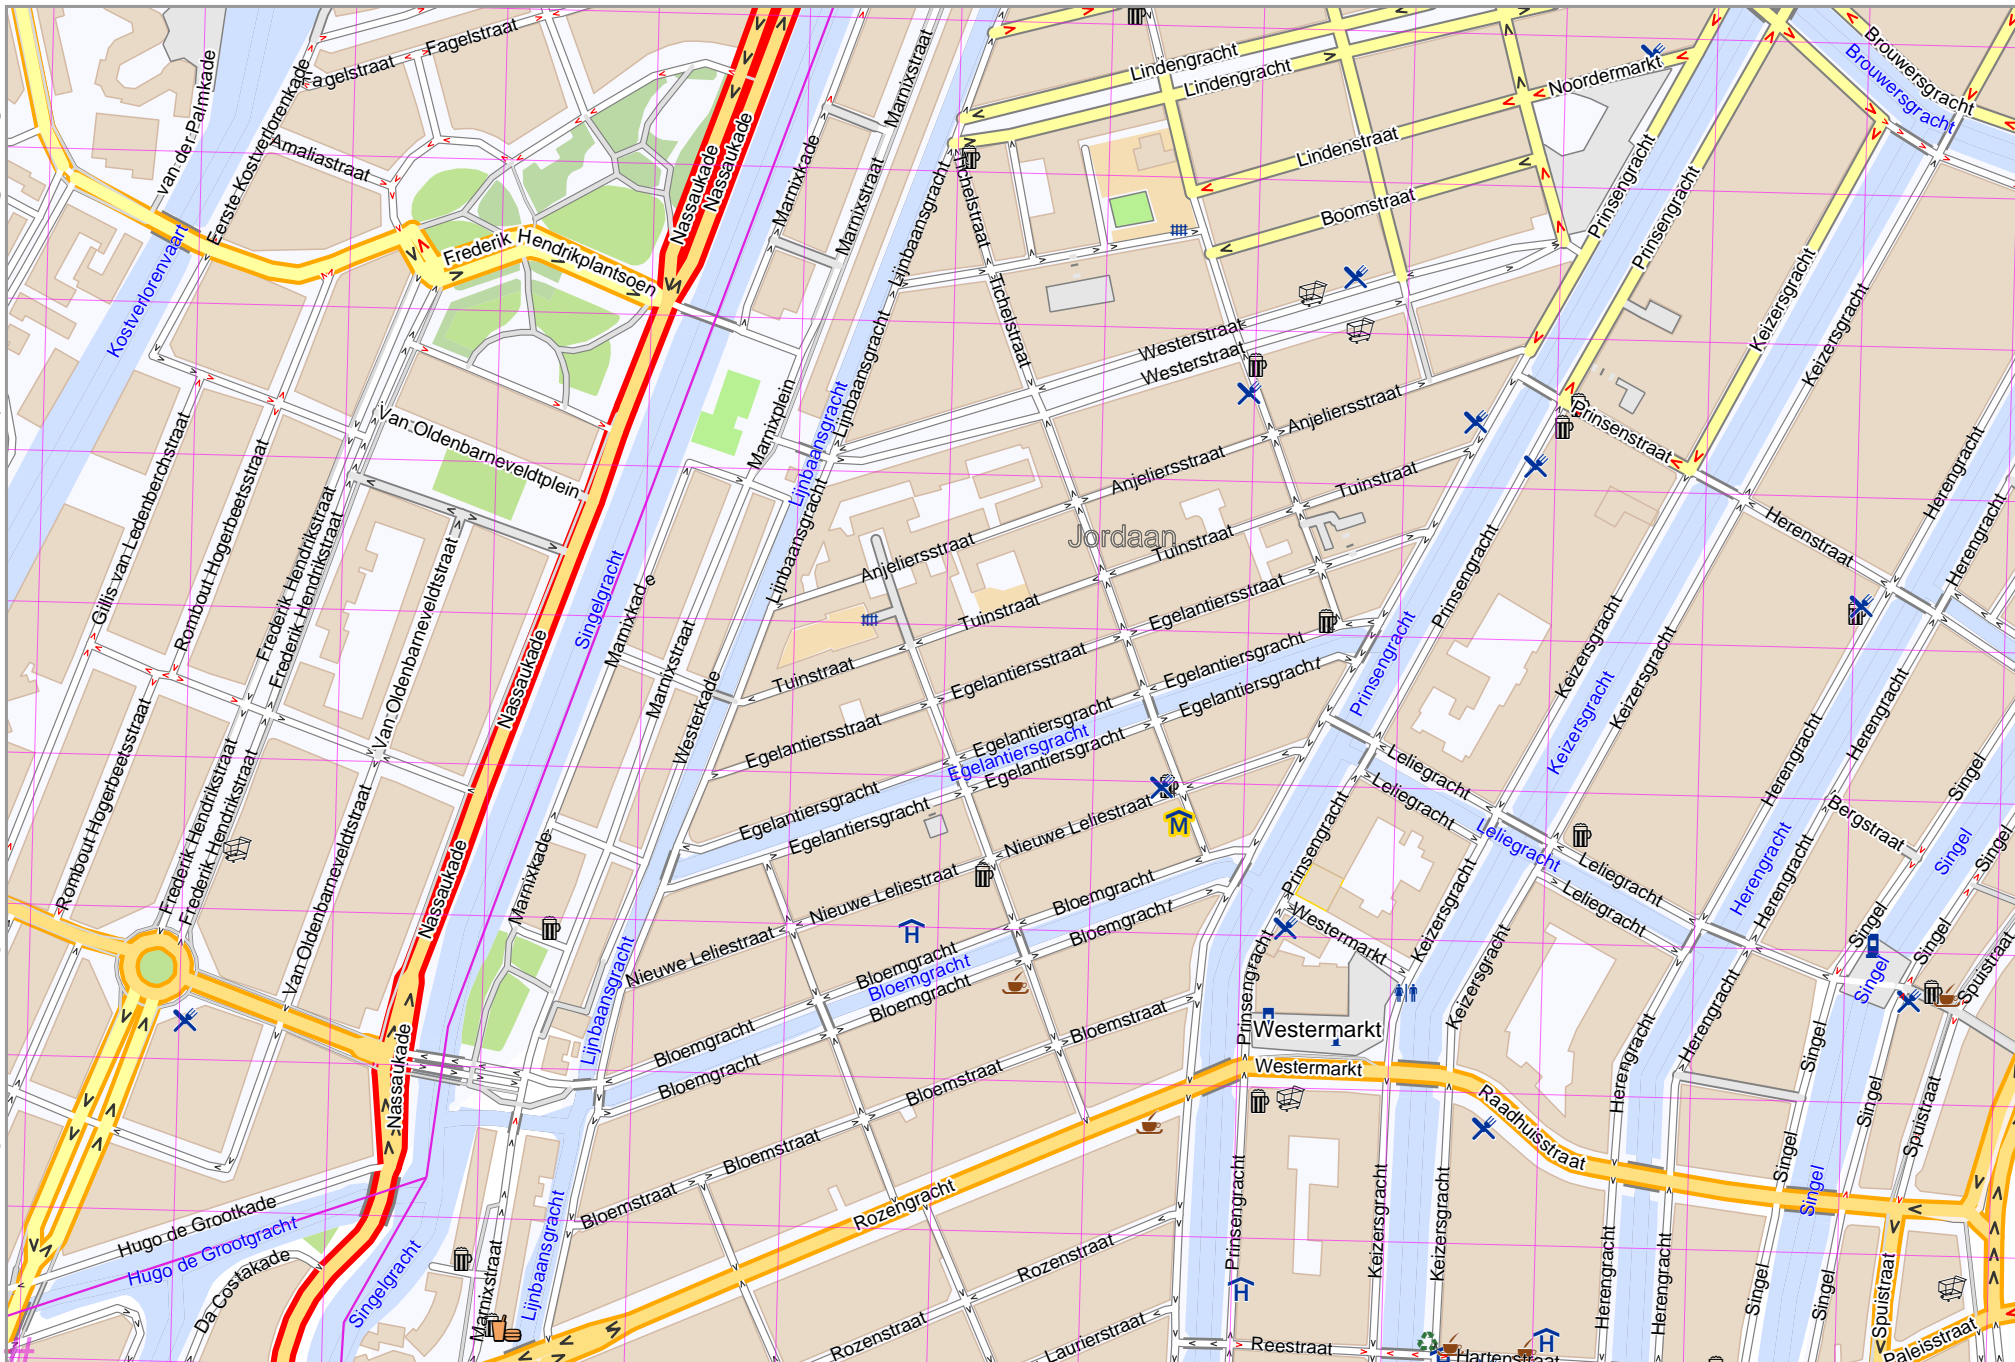 Fagelstraat
Fagelstraat
van der Palmkade
Eerste Kostverlorenkade
Amaliastraat
Kostverlorenvaart
Frederik Hendrikplantsoen
Nassaukade
Nassaukade
Marnixkade
Marnixstraat
Marnixstraat
Lijnbaansgracht
Tichelstraat
Tichelstraat
Lindengracht
Lindengracht
Lindenstraat
Boomstraat
Noordermarkt
Prinsengracht
Prinsengracht
Brouwersgracht
Brouwersgracht
Keizersgracht
Keizersgracht
Westerstraat
Westerstraat
Lijnbaansgracht
Lijnbaansgracht
Lijnbaansgracht
Marnixplein
Van Oldenbarneveldtplein
Gillis van Ledenberchstraat
Rombout Hogerbeetsstraat
Frederik Hendrikstraat
Frederik Hendrikstraat
Van Oldenbarneveldtstraat
Singelgracht
Marnixkade
Marnixstraat
Westerkade
Nassaukade
Anjeliersstraat
Anjeliersstraat
Anjeliersstraat
Jordaan
Tuinstraat
Tuinstraat
Tuinstraat
Tuinstraat
Prinsenstraat
Herenstraat
Herengracht
Herengracht
Egelantiersstraat
Egelantiersstraat
Egelantiersstraat
Egelantiersgracht
Egelantiersgracht
Egelantiersgracht
Egelantiersgracht
Egelantiersgracht
Egelantiersgracht
Egelantiersgracht
Prinsengracht
Prinsengracht
Keizersgracht
Keizersgracht
Keizersgracht
Herengracht
Herengracht
Herengracht
Herengracht
Leliegracht
Leliegracht
Leliegracht
Leliegracht
Leliegracht
Bergstraat
Singel
Singel
Singel
Singel
Singel
Singel
Spuistraat
Rombout Hogerbeetsstraat
Frederik Hendrikstraat
Frederik Hendrikstraat
Van Oldenbarneveldtstraat
Nassaukade
Marnixkade
Nieuwe Leliestraat
Nieuwe Leliestraat
Nieuwe Leliestraat
M
H
Bloemgracht
Bloemgracht
Bloemgracht
Bloemgracht
Bloemgracht
Bloemgracht
Bloemgracht
Lijnbaansgracht
Prinsengracht
Prinsengracht
Westermarkt
Westermarkt
Westermarkt
Keizersgracht
Keizersgracht
Raadhuisstraat
Herengracht
Herengracht
Bloemstraat
Bloemstraat
Bloemstraat
Bloemstraat
Nassaukade
Hugo de Grootkade
Hugo de Grootgracht
Da Costakade
Singelgracht
Marnixstraat
Lijnbaansgracht
Rozengracht
Rozenstraat
Rozenstraat
Laurierstraat
Prinsengracht
H
Keizersgracht
Keizersgracht
Reestraat
Hartenstraat
H
Herengracht
Herengracht
Singel
Singel
Singel
Singel
Singel
Singel
Spuistraat
Spuistraat
Paleisstraat